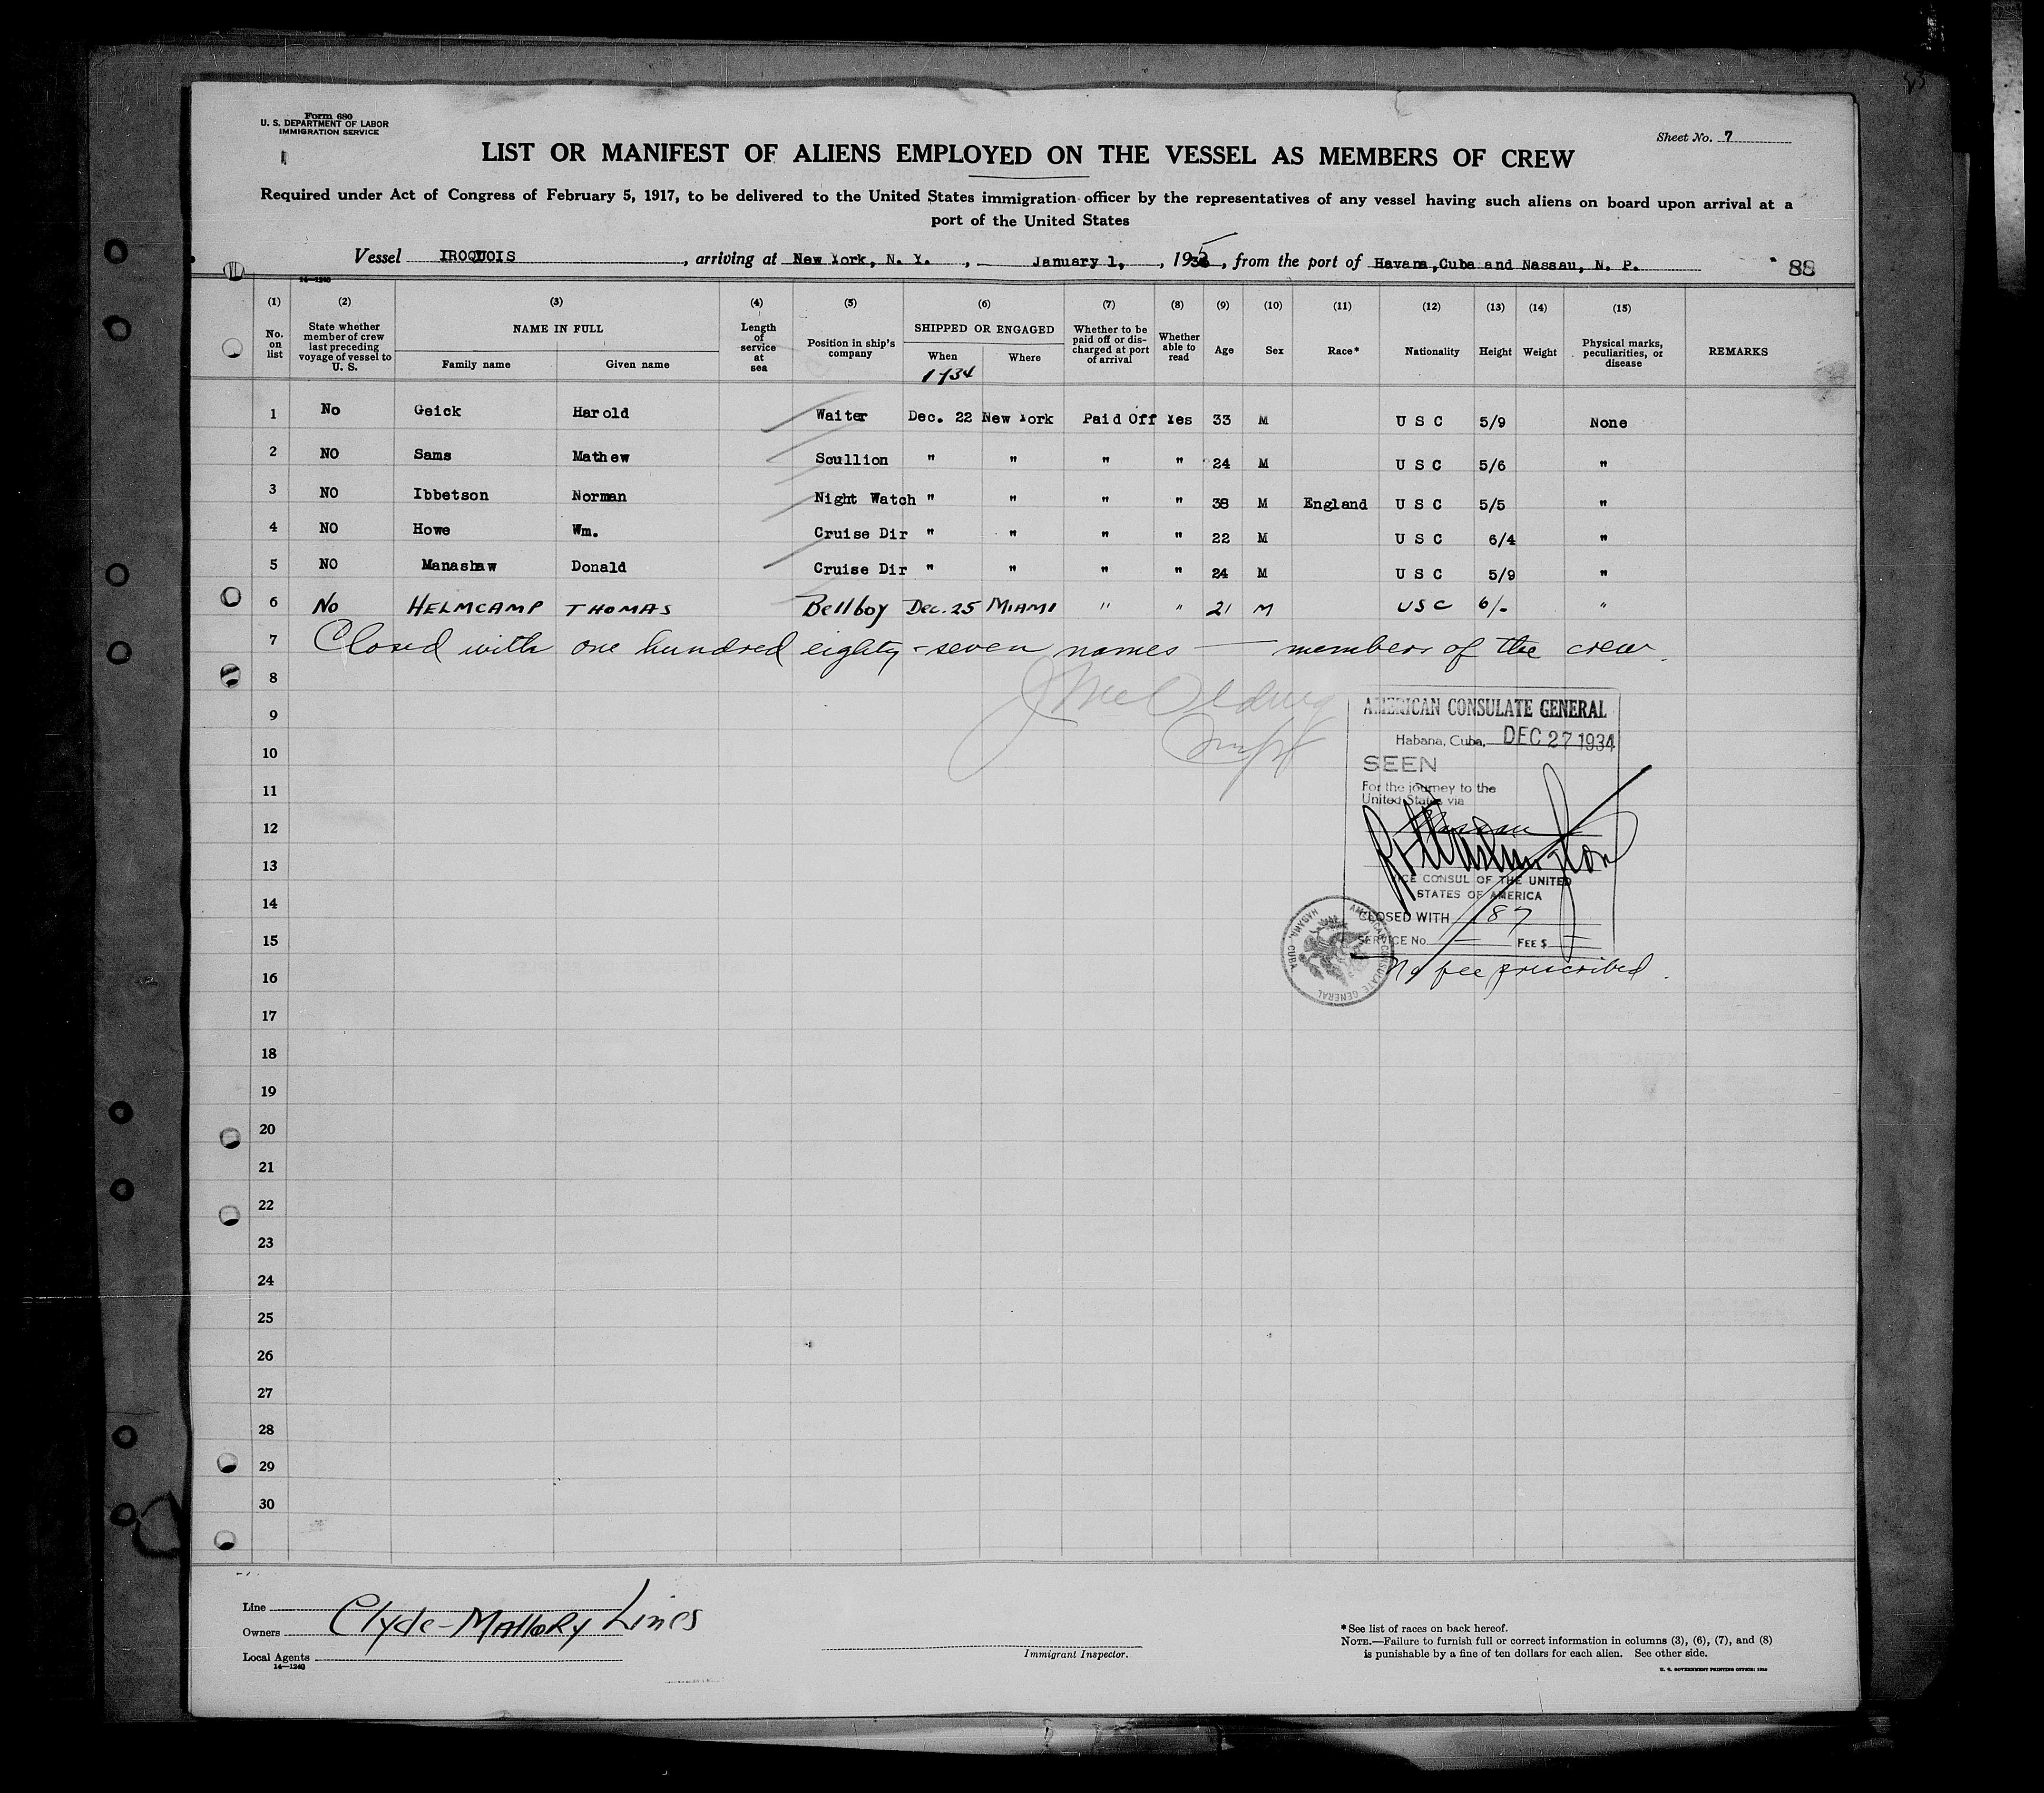 Form 680
U. S. DEPARTMENT OF LABOR
IMMIGRATION SERVICE
Sheet No. 7
LIST OR MANIFEST OF ALIENS EMPLOYED ON THE VESSEL AS MEMBERS OF CREW
Required under Act of Congress of February 5, 1917, to be delivered to the United States immigration officer by the representatives of any vessel having such aliens on board upon arrival at a
port of the United States
Vessel IROQUOIS, arriving at New York, N. Y., January 1, 1935, from the port of Havana, Cuba and Nassau, N. P.
88
14—1240
(1) (2) (3) (4) (5) (6) (7) (8) (9) (10) (11) (12) (13) (14) (15)
No. on list State whether member of crew last preceding voyage of vessel to U. S. NAME IN FULL Family name Given name Length of service at sea Position in ship's company SHIPPED OR ENGAGED When Where Whether to be paid off or discharged at port of arrival Whether able to read Age Sex Race* Nationality Height Weight Physical marks, peculiarities, or disease REMARKS
1934
1 No Geick Harold Waiter Dec. 22 New York Paid Off Yes 33 M U S C 5/9 None
2 NO Sams Mathew Scullion " " " " 24 M U S C 5/6 "
3 NO Ibbetson Norman Night Watch " " " " 38 M England U S C 5/5 "
4 NO Howe Wm. Cruise Dir " " " " 22 M U S C 6/4 "
5 NO Manashaw Donald Cruise Dir " " " " 24 M U S C 5/9 "
6 No HELMCAMP THOMAS Bellboy Dec. 25 MIAMI " " 21 M USC 6/- "
7 Closed with one hundred eighty-seven names — members of the crew.
8
9
10
11
12
13
14
15
16
17
18
19
20
21
22
23
24
25
26
27
28
29
30
AMERICAN CONSULATE GENERAL
Habana, Cuba, DEC 27 1934
SEEN
For the journey to the
United States via
Nassau
VICE CONSUL OF THE UNITED
STATES OF AMERICA
CLOSED WITH 187
SERVICE No. — FEE $ —
No fee prescribed.
AMERICAN CONSULATE GENERAL HABANA, CUBA
Line
Clyde-Mallory Lines
Owners
Local Agents
14—1240
Immigrant Inspector.
*See list of races on back hereof.
NOTE.—Failure to furnish full or correct information in columns (3), (6), (7), and (8)
is punishable by a fine of ten dollars for each alien. See other side.
U. S. GOVERNMENT PRINTING OFFICE: 1930